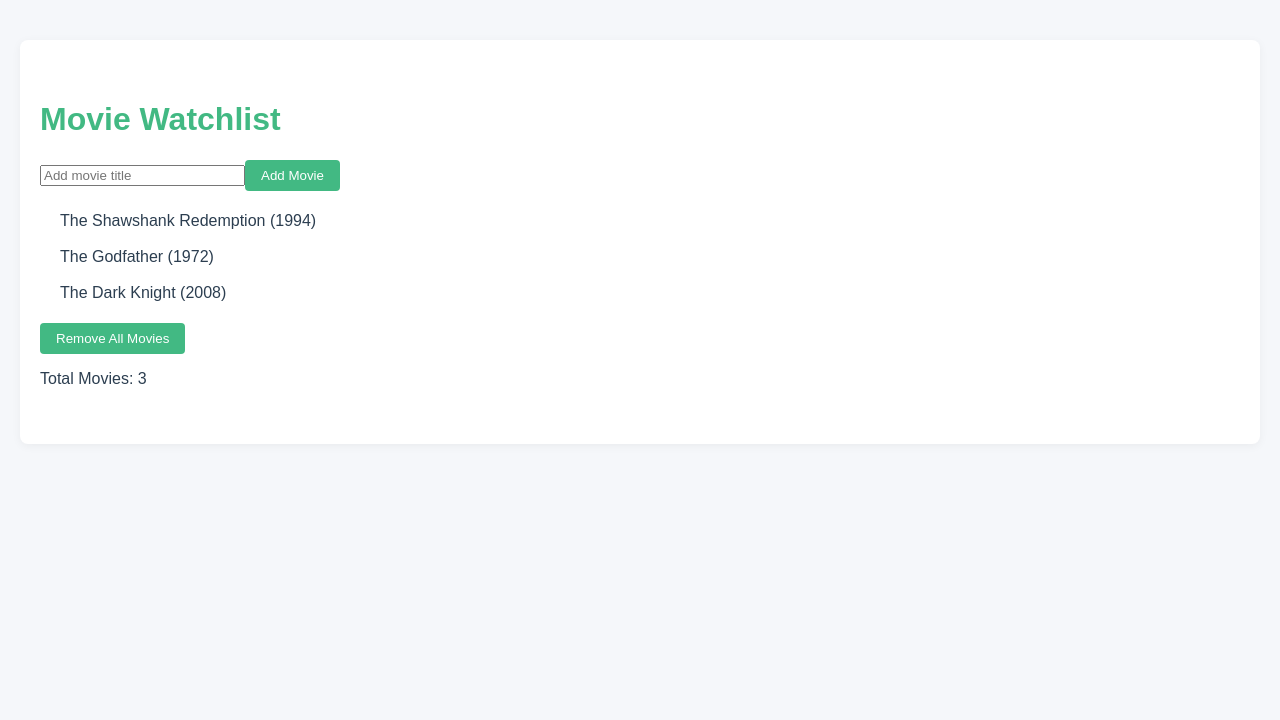 Movie Watchlist
Add movie title
Add Movie
The Shawshank Redemption (1994)
The Godfather (1972)
The Dark Knight (2008)
Remove All Movies
Total Movies: 3